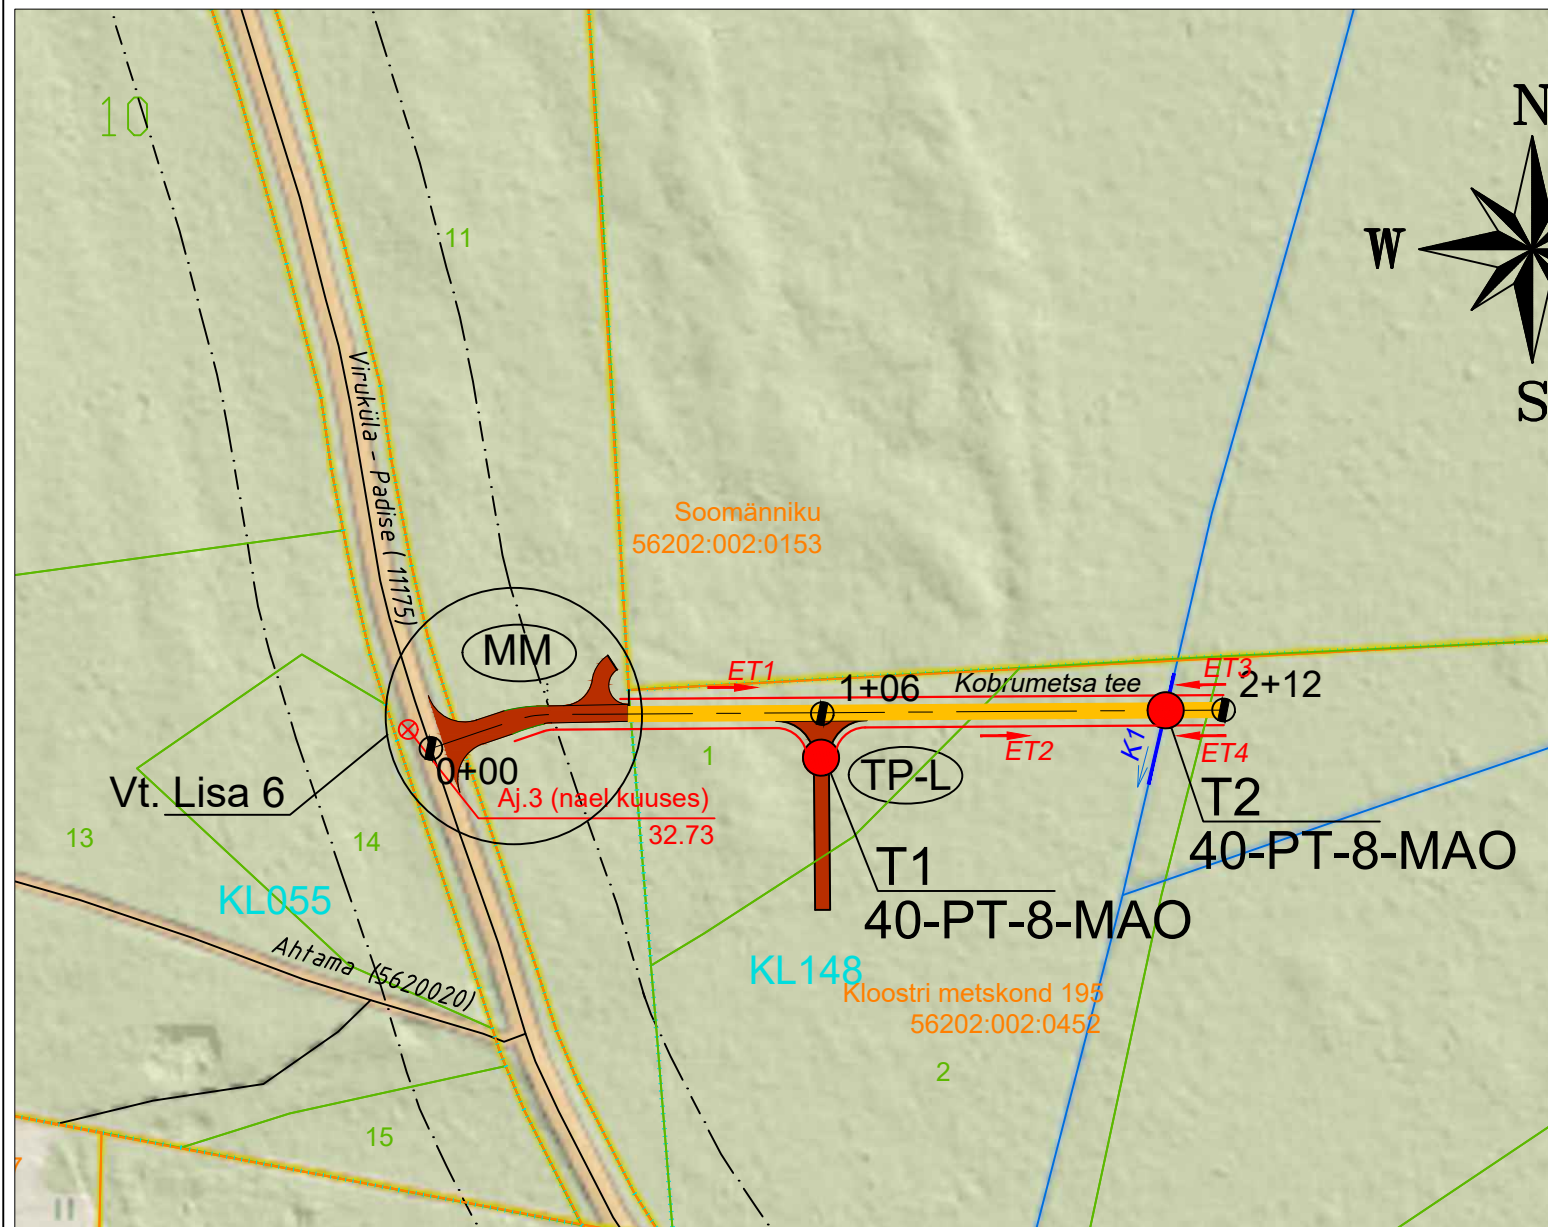 N
10
11
W
Viruküla - Padise (11175)
S
Soomänniku
56202:002:0153
MM
ET1
1+06
Kobrumetsa tee
ET3
2+12
0+00
1
ET2
K1
ET4
TP-L
Vt. Lisa 6
Aj.3 (nael kuuses)
32.73
T2
40-PT-8-MAO
13
14
T1
40-PT-8-MAO
KL055
Ahtama (5620020)
KL148
Kloostri metskond 195
56202:002:0452
2
15